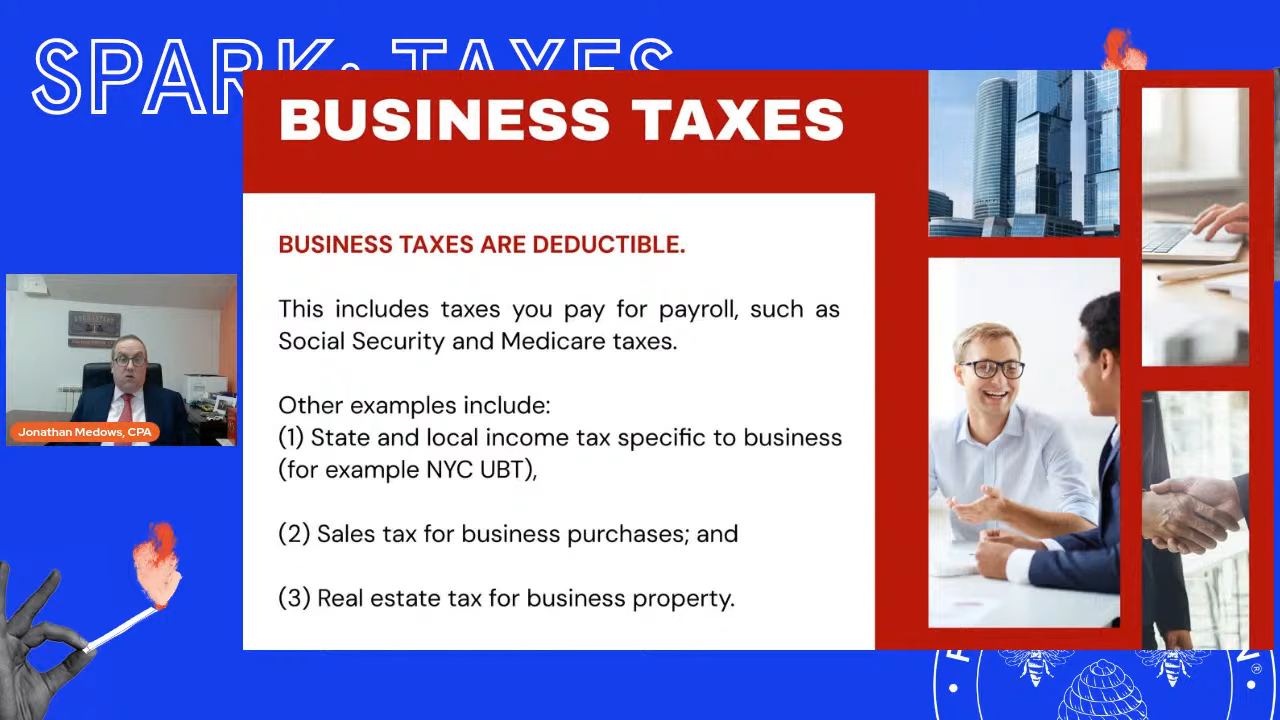 SPARK: TAXES
BUSINESS TAXES
BUSINESS TAXES ARE DEDUCTIBLE.
This includes taxes you pay for payroll, such as
Social Security and Medicare taxes.
Other examples include:
(1) State and local income tax specific to business
(for example NYC UBT),
(2) Sales tax for business purchases; and
(3) Real estate tax for business property.
Jonathan Medows, CPA